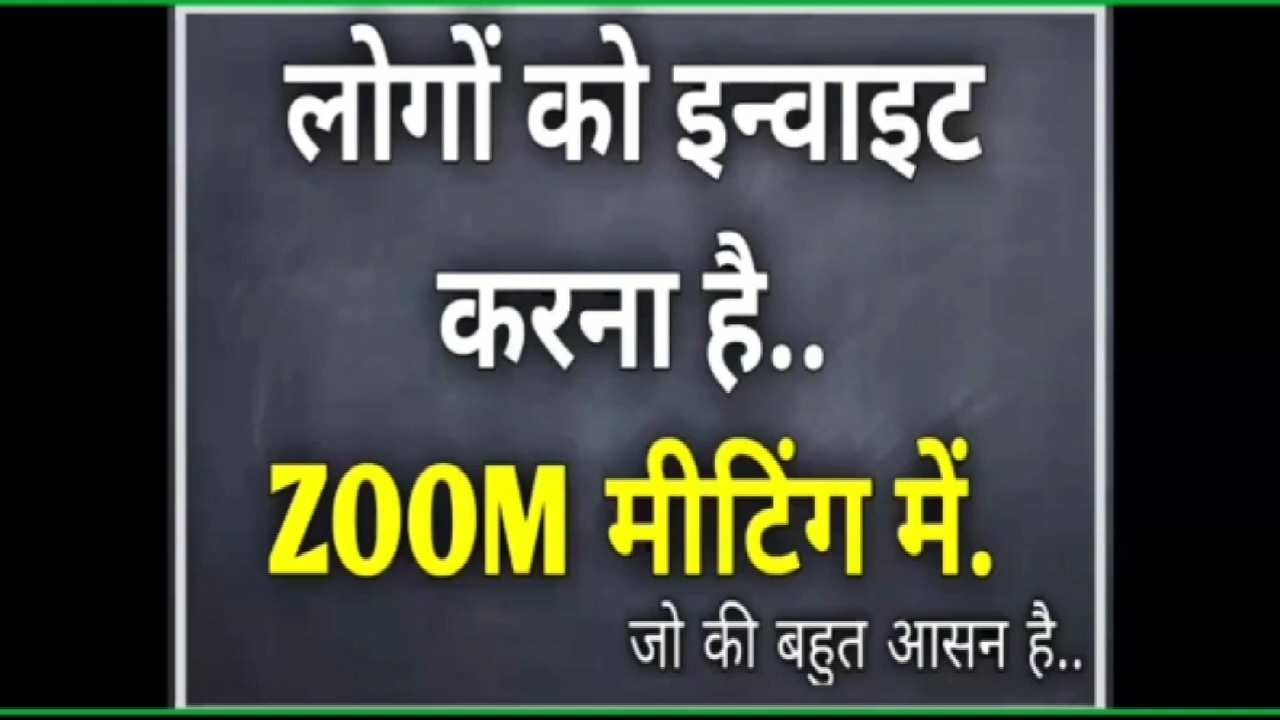 लोगों को इन्वाइट
करना है..
ZOOM मीटिंग में.
जो की बहुत आसन है..